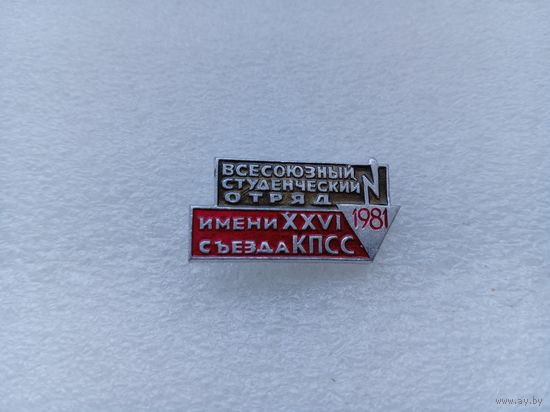 ВСЕСОЮЗНЫЙ
СТУДЕНЧЕСКИЙ
ОТРЯД
ИМЕНИ XXVI
СЪЕЗДА КПСС
1981
www.ay.by